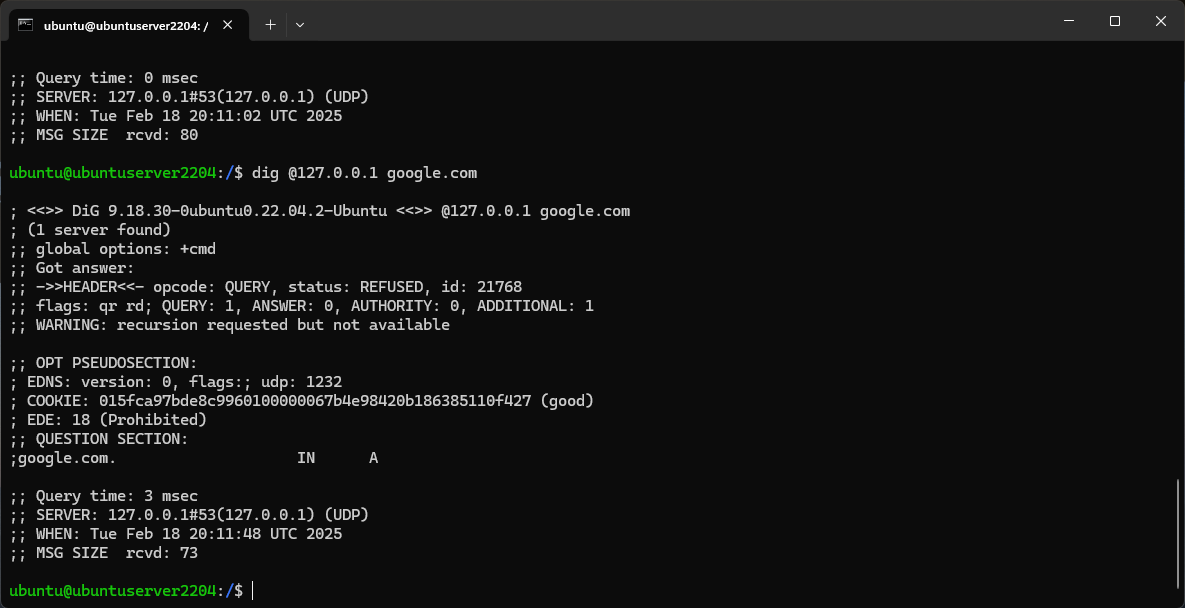 ubuntu@ubuntuserver2204: /
;; Query time: 0 msec
;; SERVER: 127.0.0.1#53(127.0.0.1) (UDP)
;; WHEN: Tue Feb 18 20:11:02 UTC 2025
;; MSG SIZE  rcvd: 80
ubuntu@ubuntuserver2204:/$ dig @127.0.0.1 google.com
; <<>> DiG 9.18.30-0ubuntu0.22.04.2-Ubuntu <<>> @127.0.0.1 google.com
; (1 server found)
;; global options: +cmd
;; Got answer:
;; ->>HEADER<<- opcode: QUERY, status: REFUSED, id: 21768
;; flags: qr rd; QUERY: 1, ANSWER: 0, AUTHORITY: 0, ADDITIONAL: 1
;; WARNING: recursion requested but not available
;; OPT PSEUDOSECTION:
; EDNS: version: 0, flags:; udp: 1232
; COOKIE: 015fca97bde8c9960100000067b4e98420b186385110f427 (good)
; EDE: 18 (Prohibited)
;; QUESTION SECTION:
;google.com.                    IN      A
;; Query time: 3 msec
;; SERVER: 127.0.0.1#53(127.0.0.1) (UDP)
;; WHEN: Tue Feb 18 20:11:48 UTC 2025
;; MSG SIZE  rcvd: 73
ubuntu@ubuntuserver2204:/$